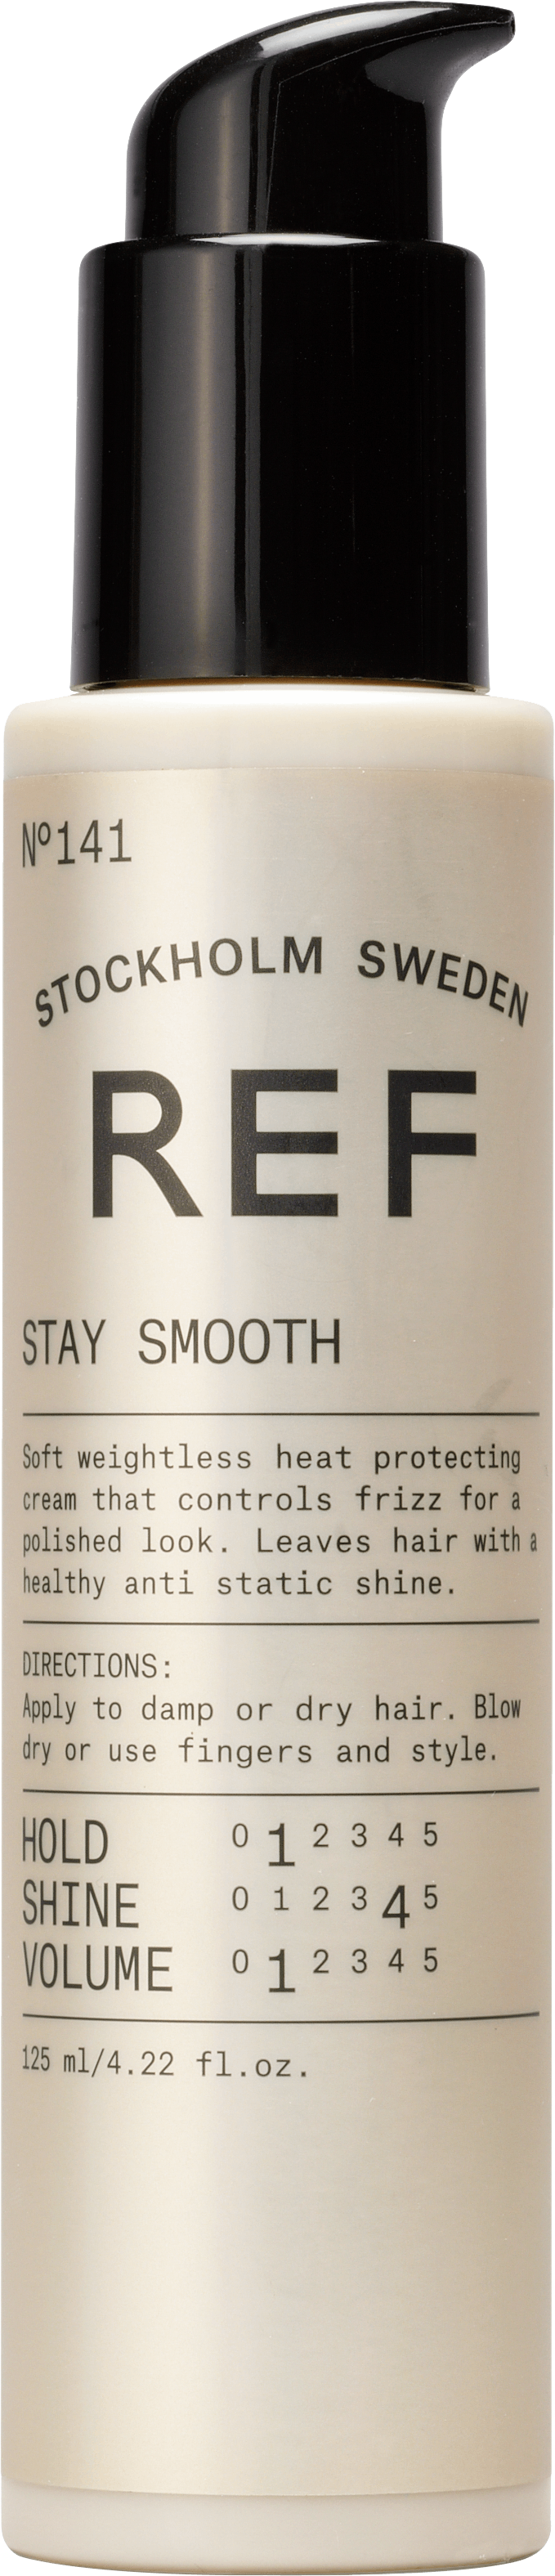 Nº141
STOCKHOLM SWEDEN
REF
STAY SMOOTH
Soft weightless heat protecting
cream that controls frizz for a
polished look. Leaves hair with a
healthy anti static shine.
DIRECTIONS:
Apply to damp or dry hair. Blow
dry or use fingers and style.
HOLD 0 1 2 3 4 5
SHINE 0 1 2 3 4 5
VOLUME 0 1 2 3 4 5
125 ml/4.22 fl.oz.